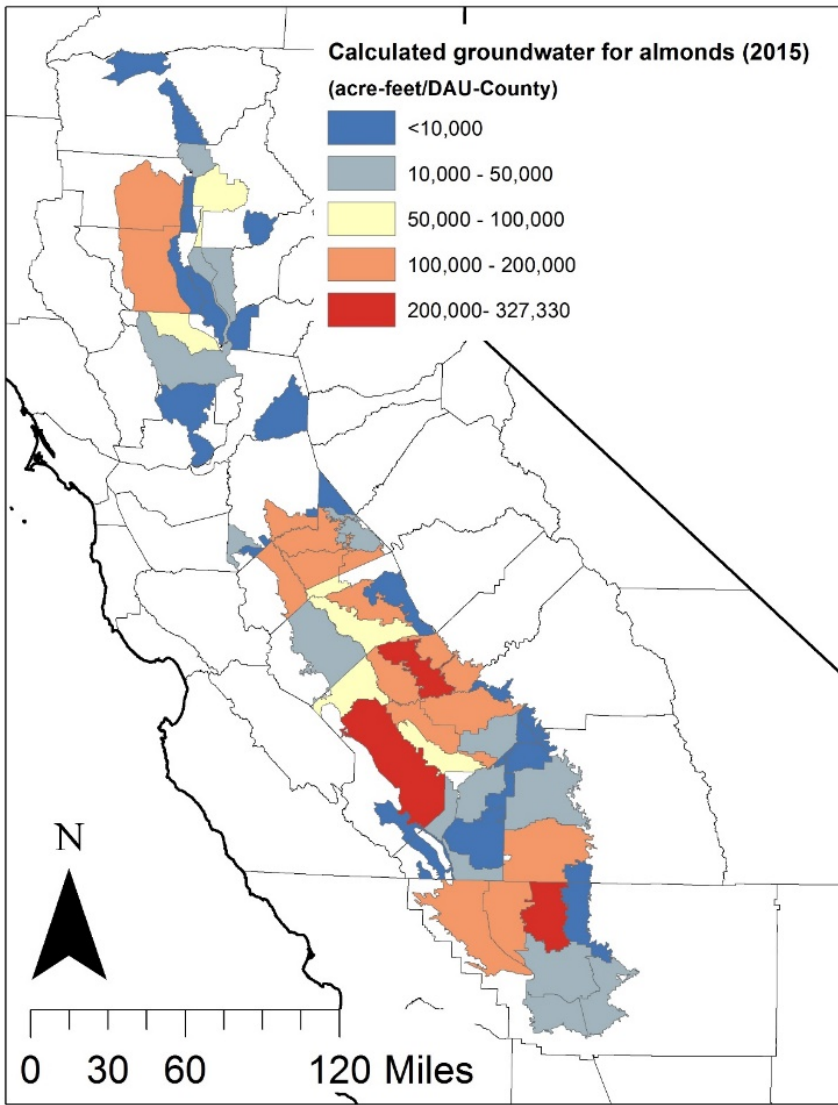 Calculated groundwater for almonds (2015)
(acre-feet/DAU-County)
<10,000
10,000 - 50,000
50,000 - 100,000
100,000 - 200,000
200,000- 327,330
N
0 30 60 120 Miles